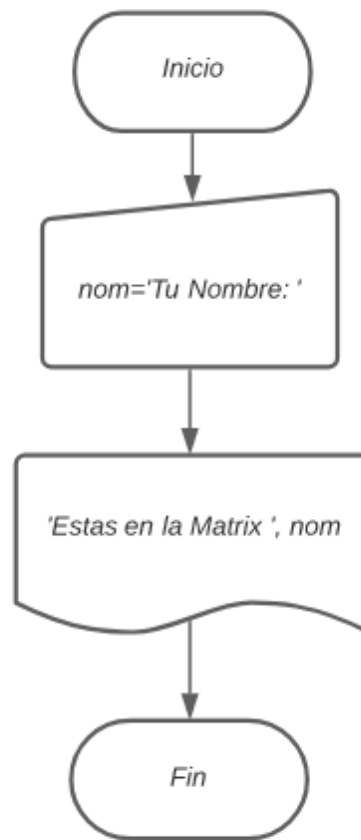 Inicio
nom='Tu Nombre: '
'Estas en la Matrix ', nom
Fin